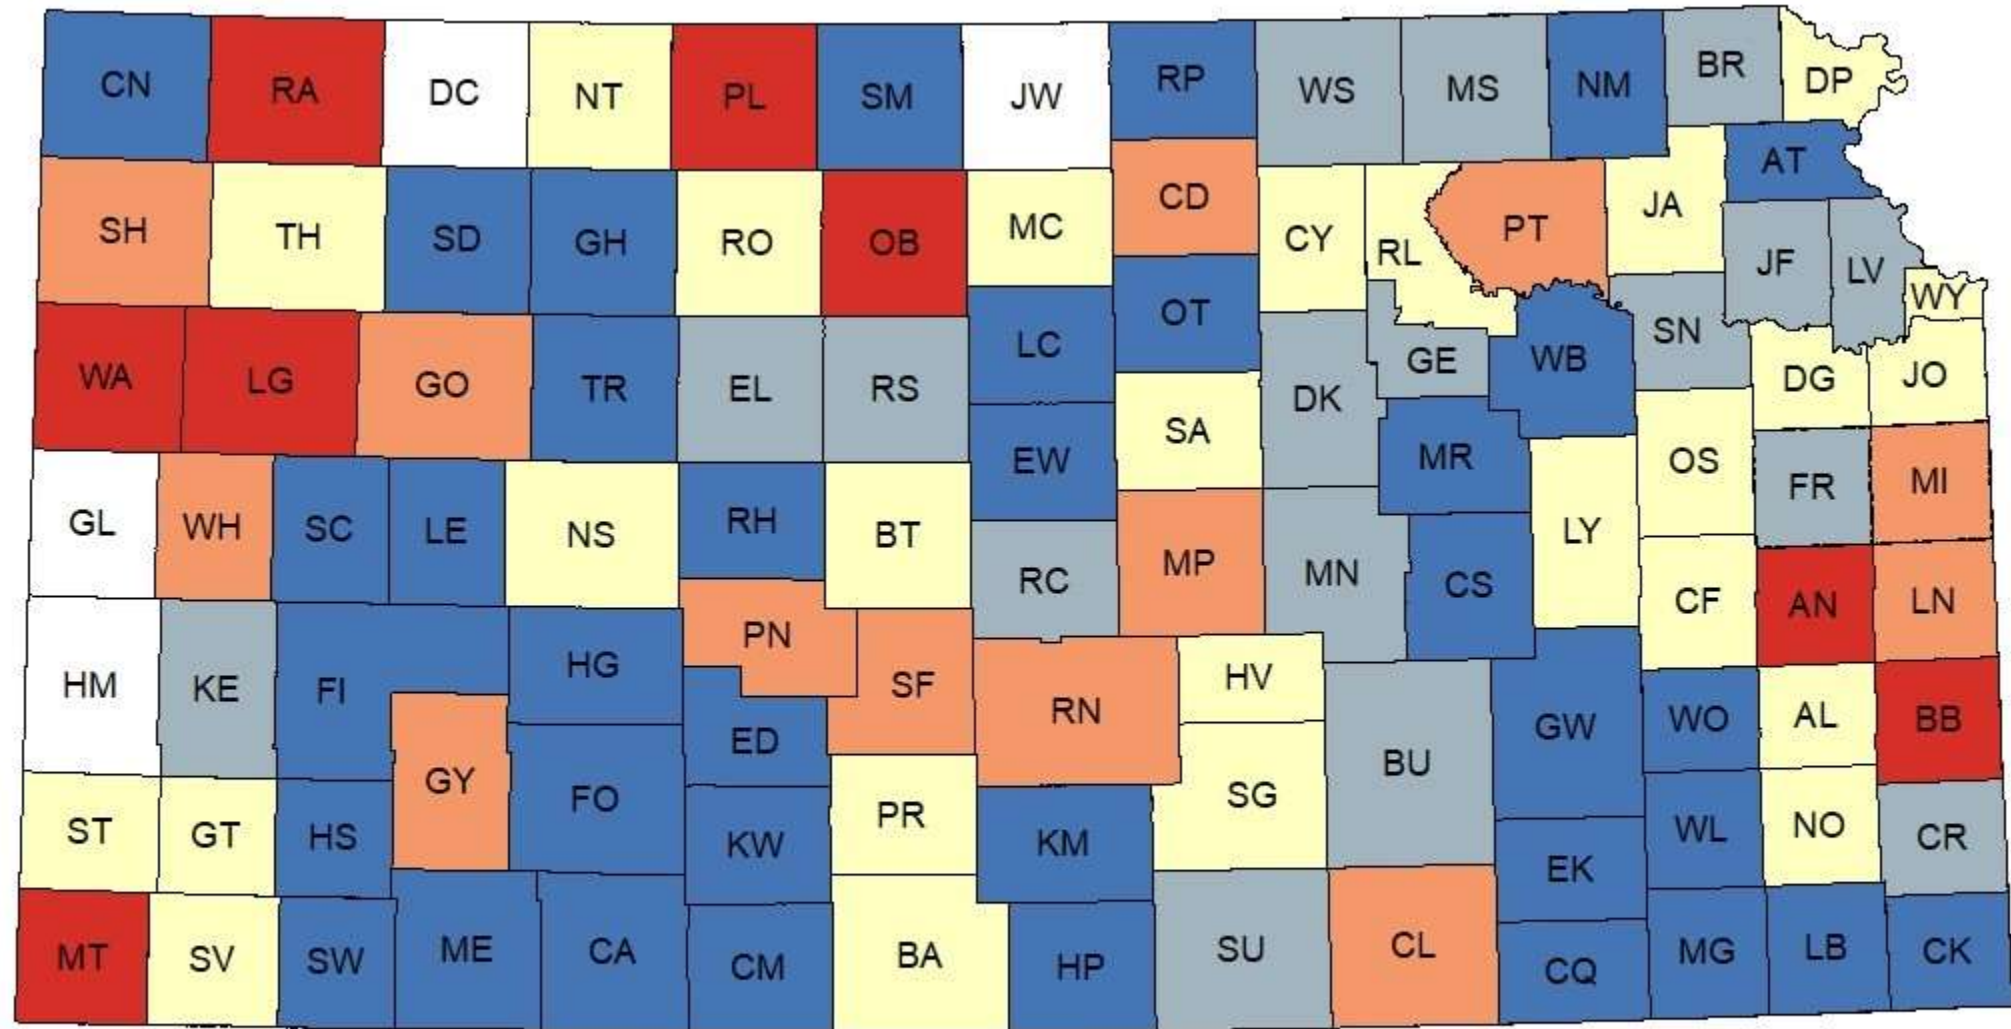 CN RA DC NT PL SM JW RP WS MS NM BR DP
SH TH SD GH RO OB MC CD CY RL PT JA AT
WA LG GO TR EL RS LC OT DK GE WB SN JF LV WY
EW SA MR OS DG JO
GL WH SC LE NS RH BT RC MP MN CS LY CF FR MI
AN LN
HM KE FI HG PN SF RN HV BU GW WO AL BB
GY FO ED PR SG
ST GT HS KW KM EK WL NO CR
MT SV SW ME CA CM BA HP SU CL CQ MG LB CK